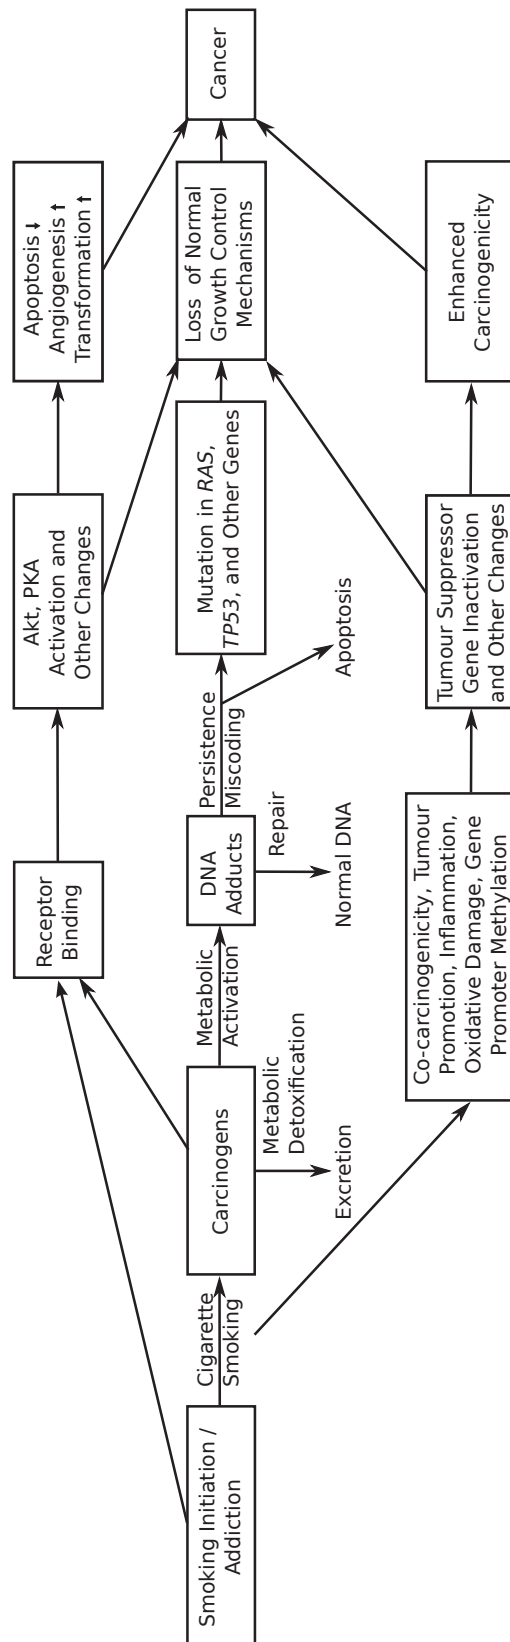 Smoking Initiation /
Addiction
Cigarette
Smoking
Carcinogens
Metabolic
Detoxification
Excretion
Metabolic
Activation
DNA
Adducts
Repair
Normal DNA
Persistence
Miscoding
Apoptosis
Mutation in RAS,
TP53, and Other Genes
Loss of Normal
Growth Control
Mechanisms
Cancer
Receptor
Binding
Akt, PKA
Activation and
Other Changes
Apoptosis ⬇
Angiogenesis ⬆
Transformation ⬆
Co-carcinogenicity, Tumour
Promotion, Inflammation,
Oxidative Damage, Gene
Promoter Methylation
Tumour Suppressor
Gene Inactivation
and Other Changes
Enhanced
Carcinogenicity